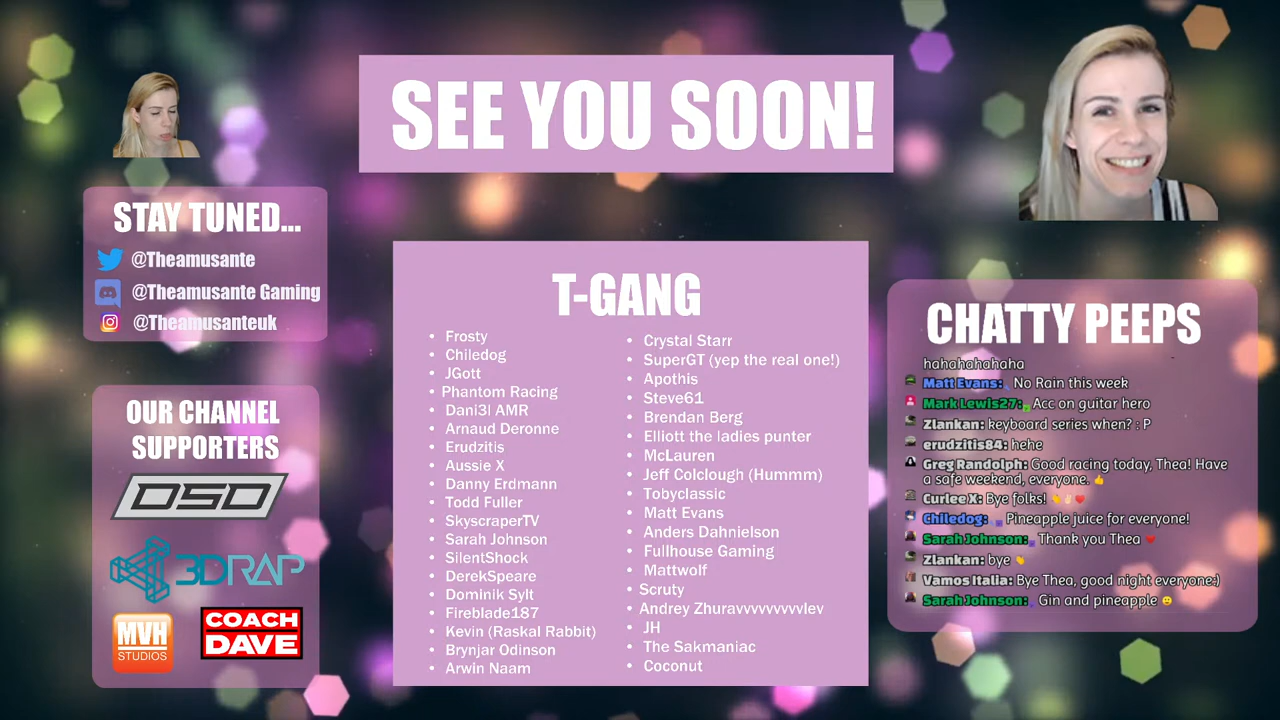 SEE YOU SOON!
STAY TUNED...
@Theamusante
@Theamusante Gaming
@Theamusanteuk
OUR CHANNEL
SUPPORTERS
DSD
3DRAP
MVH
STUDIOS
COACH
DAVE
T-GANG
• Frosty
• Chiledog
• JGott
• Phantom Racing
• Dani3l AMR
• Arnaud Deronne
• Erudzitis
• Aussie X
• Danny Erdmann
• Todd Fuller
• SkyscraperTV
• Sarah Johnson
• SilentShock
• DerekSpeare
• Dominik Sylt
• Fireblade187
• Kevin (Raskal Rabbit)
• Brynjar Odinson
• Arwin Naam
• Crystal Starr
• SuperGT (yep the real one!)
• Apothis
• Steve61
• Brendan Berg
• Elliott the ladies punter
• McLauren
• Jeff Colclough (Hummm)
• Tobyclassic
• Matt Evans
• Anders Dahnielson
• Fullhouse Gaming
• Mattwolf
• Scruty
• Andrey Zhuravvvvvvvvlev
• JH
• The Sakmaniac
• Coconut
CHATTY PEEPS
hahahahahaha
Matt Evans: No Rain this week
Mark Lewis27: Acc on guitar hero
Zlankan: keyboard series when? : P
erudzitis84: hehe
Greg Randolph: Good racing today, Thea! Have
a safe weekend, everyone. 👍
Curlee X: Bye folks! 👋✌❤
Chiledog: Pineapple juice for everyone!
Sarah Johnson: Thank you Thea ❤
Zlankan: bye 👋
Vamos Italia: Bye Thea, good night everyone:)
Sarah Johnson: Gin and pineapple 🙂